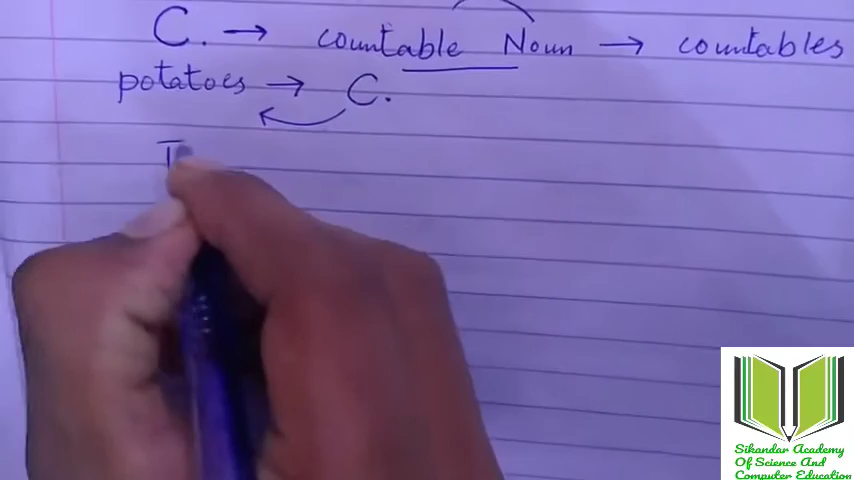 C. → countable Noun → countables
potatoes → C.
I
Sikandar Academy
Of Science And
Computer Education